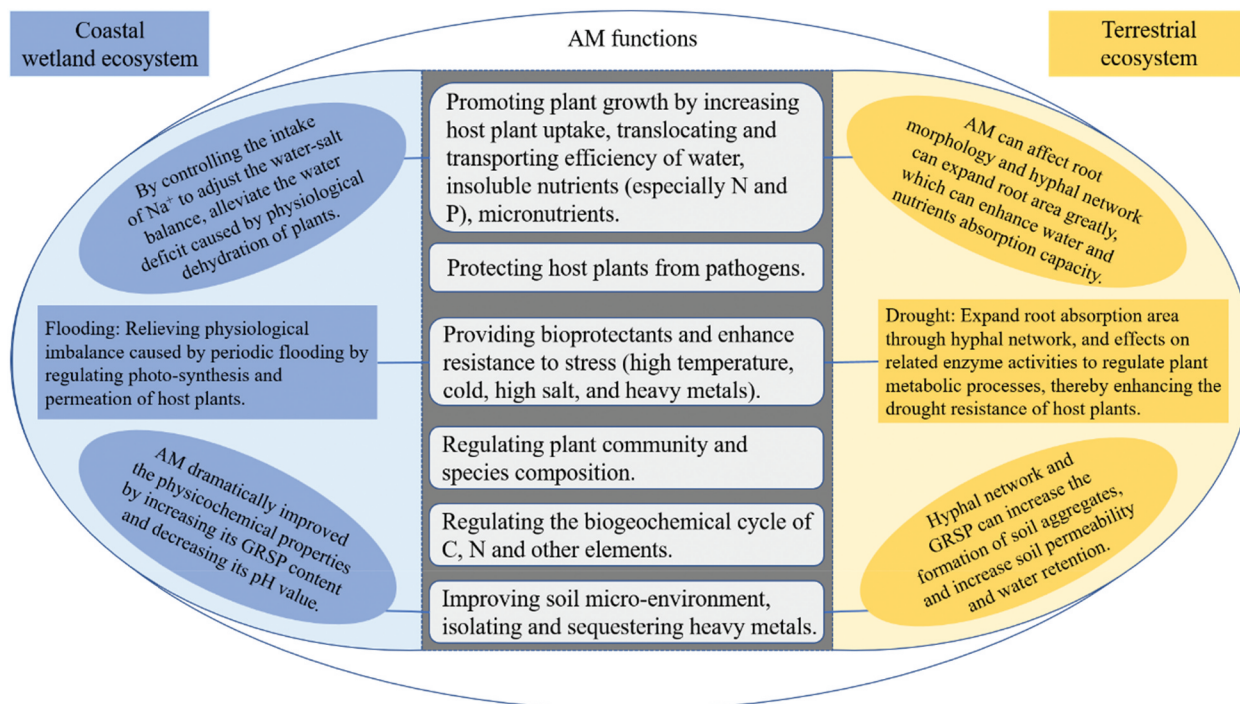 Coastal
wetland ecosystem
AM functions
Terrestrial
ecosystem
By controlling the intake
of Na⁺ to adjust the water-salt
balance, alleviate the water
deficit caused by physiological
dehydration of plants.
Flooding: Relieving physiological
imbalance caused by periodic flooding by
regulating photo-synthesis and
permeation of host plants.
AM dramatically improved
the physicochemical properties
by increasing its GRSP content
and decreasing its pH value.
Promoting plant growth by increasing
host plant uptake, translocating and
transporting efficiency of water,
insoluble nutrients (especially N and
P), micronutrients.
Protecting host plants from pathogens.
Providing bioprotectants and enhance
resistance to stress (high temperature,
cold, high salt, and heavy metals).
Regulating plant community and
species composition.
Regulating the biogeochemical cycle of
C, N and other elements.
Improving soil micro-environment,
isolating and sequestering heavy metals.
AM can affect root
morphology and hyphal network
can expand root area greatly,
which can enhance water and
nutrients absorption capacity.
Drought: Expand root absorption area
through hyphal network, and effects on
related enzyme activities to regulate plant
metabolic processes, thereby enhancing the
drought resistance of host plants.
Hyphal network and
GRSP can increase the
formation of soil aggregates,
and increase soil permeability
and water retention.